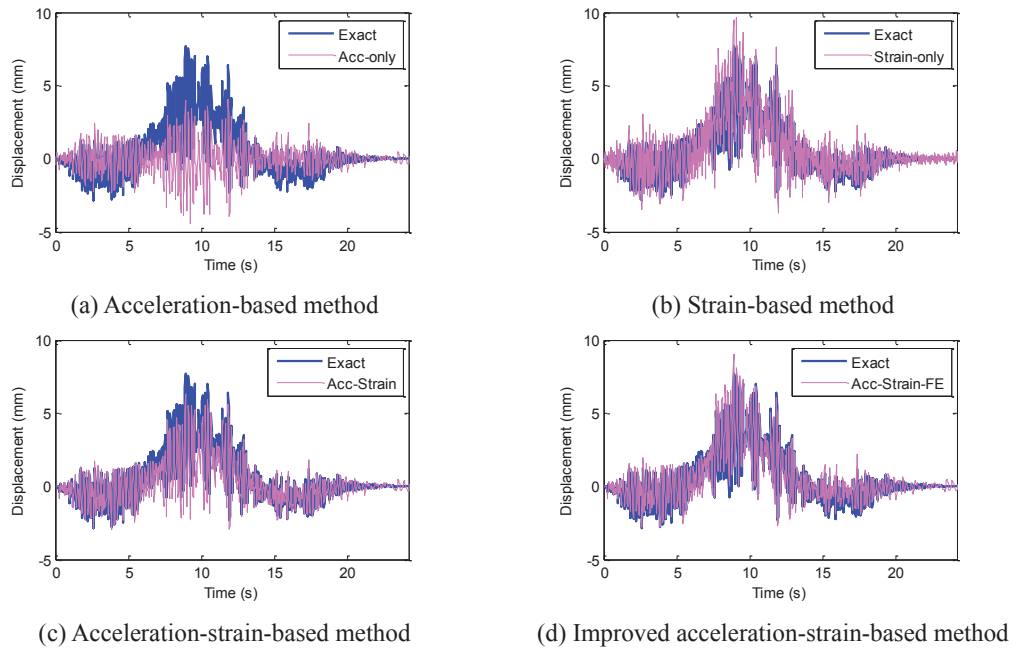 10
5
0
-5
Displacement (mm)
0 5 10 15 20
Time (s)
Exact
Acc-only
(a) Acceleration-based method
10
5
0
-5
Displacement (mm)
0 5 10 15 20
Time (s)
Exact
Strain-only
(b) Strain-based method
10
5
0
-5
Displacement (mm)
0 5 10 15 20
Time (s)
Exact
Acc-Strain
(c) Acceleration-strain-based method
10
5
0
-5
Displacement (mm)
0 5 10 15 20
Time (s)
Exact
Acc-Strain-FE
(d) Improved acceleration-strain-based method